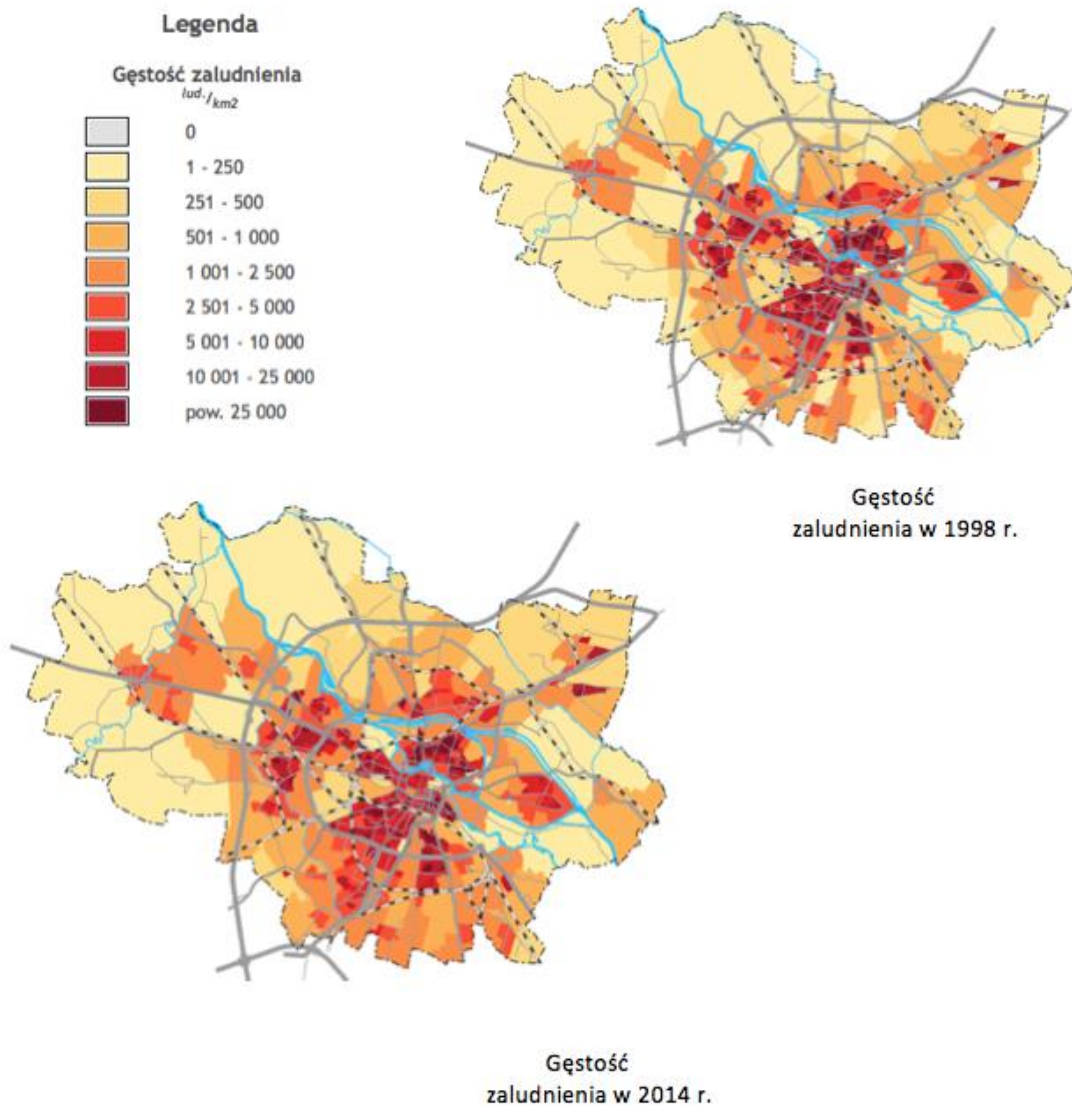 Legenda
Gęstość zaludnienia
lud./km2
0
1 - 250
251 - 500
501 - 1 000
1 001 - 2 500
2 501 - 5 000
5 001 - 10 000
10 001 - 25 000
pow. 25 000
Gęstość
zaludnienia w 1998 r.
Gęstość
zaludnienia w 2014 r.